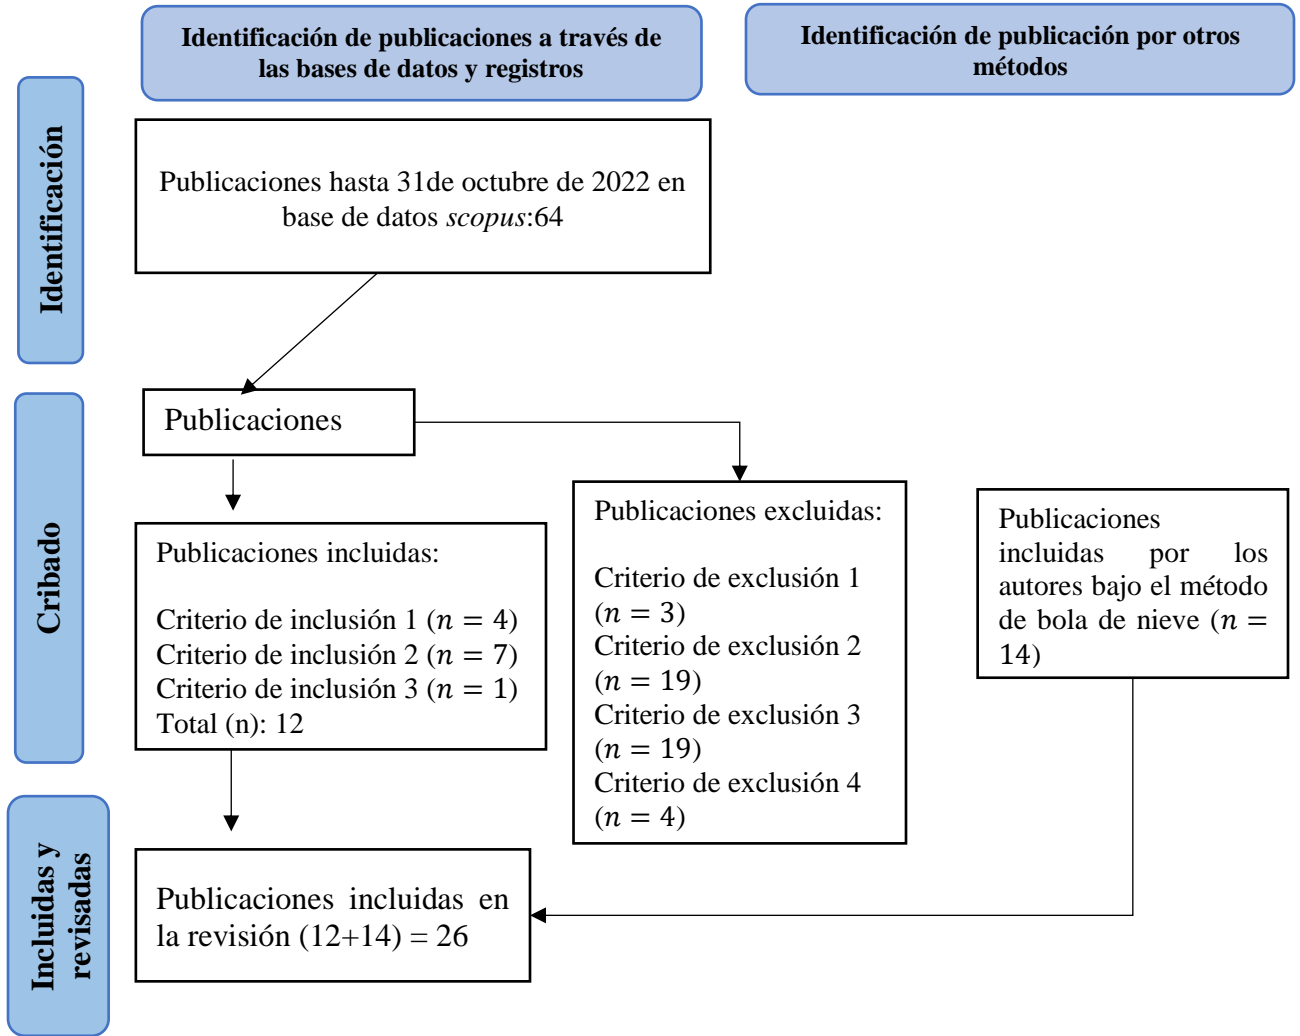 Identificación de publicaciones a través de
las bases de datos y registros
Identificación de publicación por otros
métodos
Identificación
Publicaciones hasta 31de octubre de 2022 en
base de datos scopus:64
Cribado
Publicaciones
Publicaciones incluidas:
Criterio de inclusión 1 (n = 4)
Criterio de inclusión 2 (n = 7)
Criterio de inclusión 3 (n = 1)
Total (n): 12
Publicaciones excluidas:
Criterio de exclusión 1
(n = 3)
Criterio de exclusión 2
(n = 19)
Criterio de exclusión 3
(n = 19)
Criterio de exclusión 4
(n = 4)
Publicaciones
incluidas por los
autores bajo el método
de bola de nieve (n =
14)
Incluidas y
revisadas
Publicaciones incluidas en
la revisión (12+14) = 26